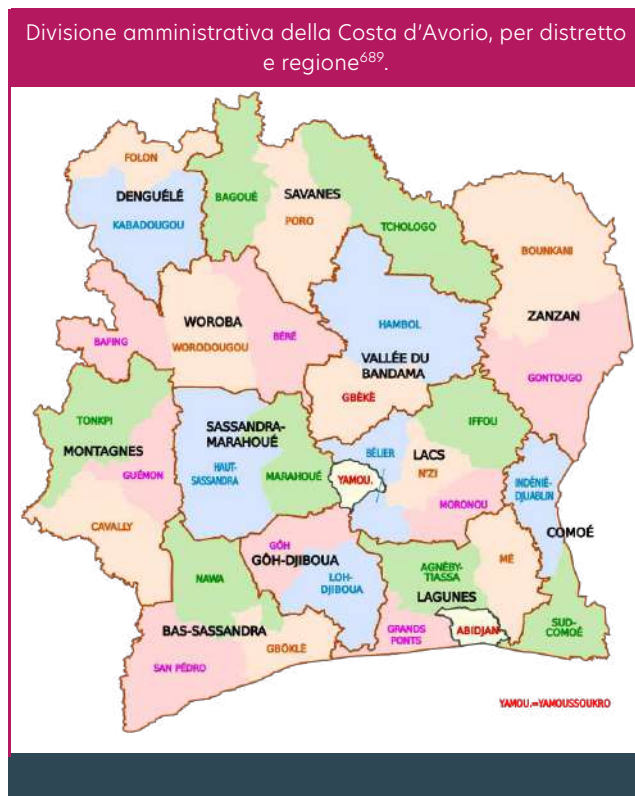 Divisione amministrativa della Costa d'Avorio, per distretto
e regione⁶⁸⁹.
FOLON
DENGUÉLÉ
KABADOUGOU
BAGOUÉ
SAVANES
PORO
TCHOLOGO
BOUNKANI
ZANZAN
GONTOUGO
BAFING
WOROBA
WORODOUGOU
BÉRÉ
HAMBOL
VALLÉE DU
BANDAMA
GBÈKÈ
TONKPI
MONTAGNES
GUÉMON
CAVALLY
SASSANDRA-
MARAHOUÉ
HAUT-
SASSANDRA
MARAHOUÉ
YAMOU.
BÉLIER
LACS
N'ZI
IFFOU
MORONOU
INDÉNIÉ-
DJUABLIN
COMOÉ
SUD-
COMOÉ
NAWA
BAS-SASSANDRA
SAN PÉDRO
GBÔKLÈ
GÔH
GÔH-DJIBOUA
LOH-
DJIBOUA
AGNÉBY-
TIASSA
LAGUNES
MÉ
GRANDS
PONTS
ABIDJAN
YAMOU.=YAMOUSSOUKRO